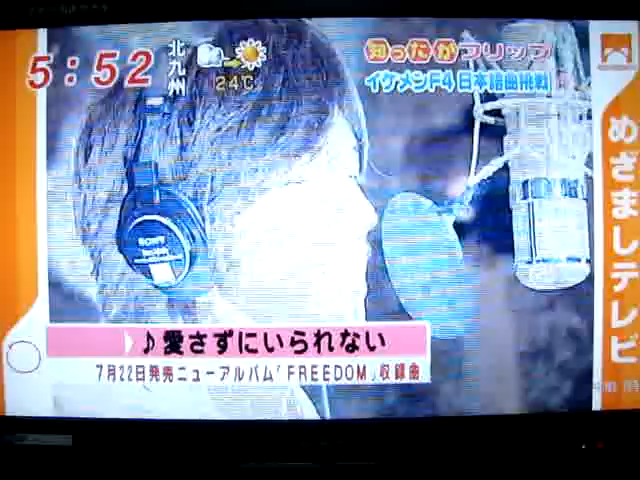 5:52
北九州
24℃
知ったかフリップ
イケメンF4 日本語曲挑戦
めざましテレビ
SONY
♪愛さずにいられない
7月22日発売ニューアルバム「FREEDOM」収録曲